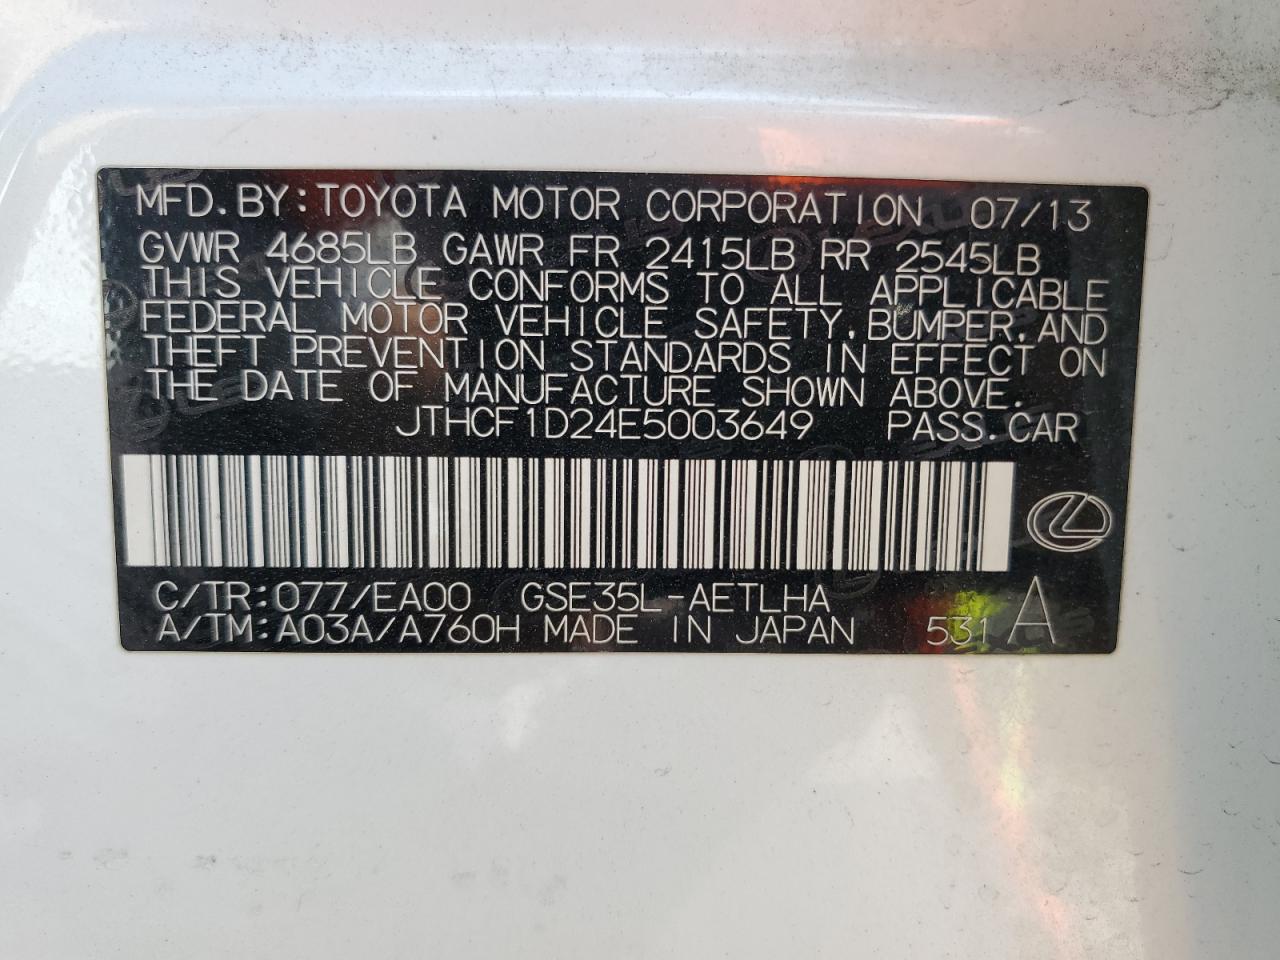 MFD. BY: TOYOTA MOTOR CORPORATION 07/13
GVWR 4685LB GAWR FR 2415LB RR 2545LB
THIS VEHICLE CONFORMS TO ALL APPLICABLE
FEDERAL MOTOR VEHICLE SAFETY, BUMPER, AND
THEFT PREVENTION STANDARDS IN EFFECT ON
THE DATE OF MANUFACTURE SHOWN ABOVE.
JTHCF1D24E5003649 PASS. CAR
C/TR: 077/EA00 GSE35L-AETLHA
A/TM: A03A/A760H MADE IN JAPAN 531 A